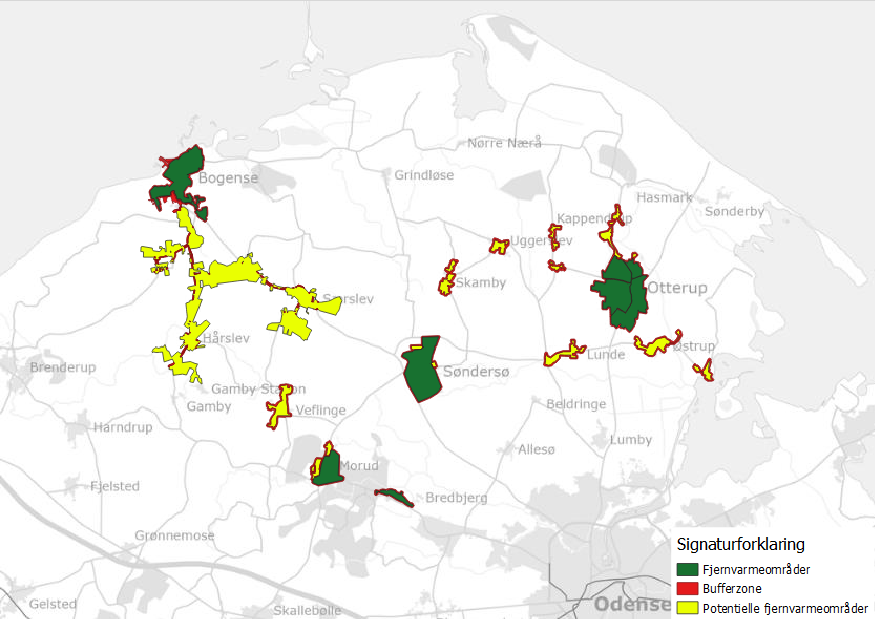 Nørre Nærå
Bogense
Grindløse
Hasmark
Sønderby
Kappendrup
Uggerslev
Skamby
Otterup
Særslev
Hårslev
Lunde
Østrup
Brenderup
Søndersø
Gamby Station
Gamby
Veflinge
Beldringe
Harndrup
Lumby
Allesø
Morud
Fjelsted
Bredbjerg
Grønnemose
Signaturforklaring
Fjernvarmeområder
Bufferzone
Potentielle fjernvarmeområder
Gelsted
Skallebølle
Odense